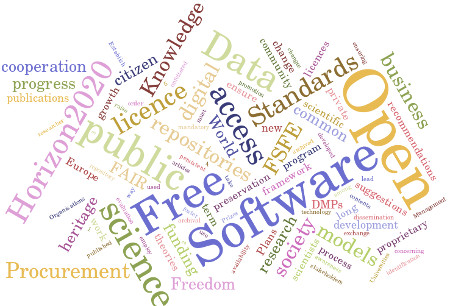 Knowledge
Data
change
community
licences
cooperation
citizen
growth
digital
Standards
business
progress
publications
licence
access
ensure
scientific
private
recommendations
Horizon2020
public
repositories
World
new
common
Open
FAIR
FSFE
program
Europe
Free
preservation
framework
suggestions
Software
term
DMPs
long
heritage
science
funding
Plans
research
society
models
development
proprietary
theories
scientists
process
technology
dissemination
exchange
Management
Procurement
Freedom
Organisations
used
lead